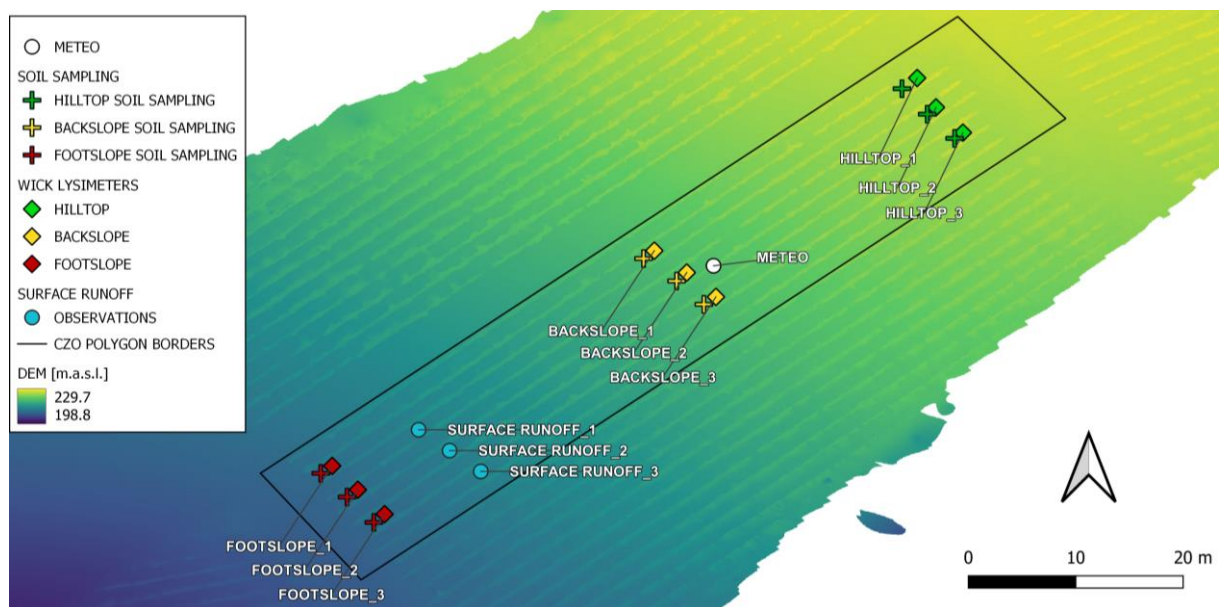 METEO
SOIL SAMPLING
HILLTOP SOIL SAMPLING
BACKSLOPE SOIL SAMPLING
FOOTSLOPE SOIL SAMPLING
WICK LYSIMETERS
HILLTOP
BACKSLOPE
FOOTSLOPE
SURFACE RUNOFF
OBSERVATIONS
CZO POLYGON BORDERS
DEM [m.a.s.l.]
229.7
198.8
HILLTOP_1
HILLTOP_2
HILLTOP_3
METEO
BACKSLOPE_1
BACKSLOPE_2
BACKSLOPE_3
SURFACE RUNOFF_1
SURFACE RUNOFF_2
SURFACE RUNOFF_3
FOOTSLOPE_1
FOOTSLOPE_2
FOOTSLOPE_3
0 10 20 m